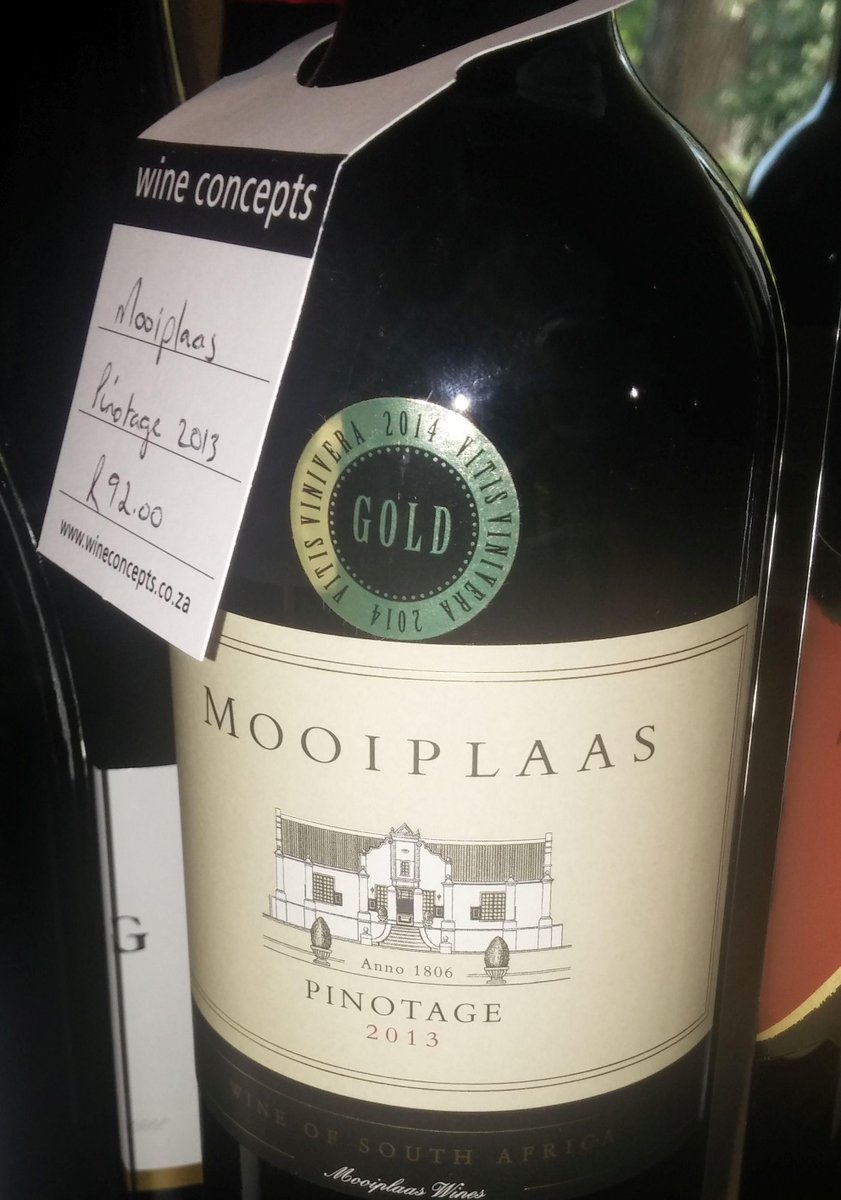 wine concepts
Mooiplaas
Pinotage 2013
R92.00
www.wineconcepts.co.za
VITIS VINIVERA 2014 VITIS VINIVERA 2014
GOLD
MOOIPLAAS
Anno 1806
PINOTAGE
2013
WINE OF SOUTH AFRICA
Mooiplaas Wines
G